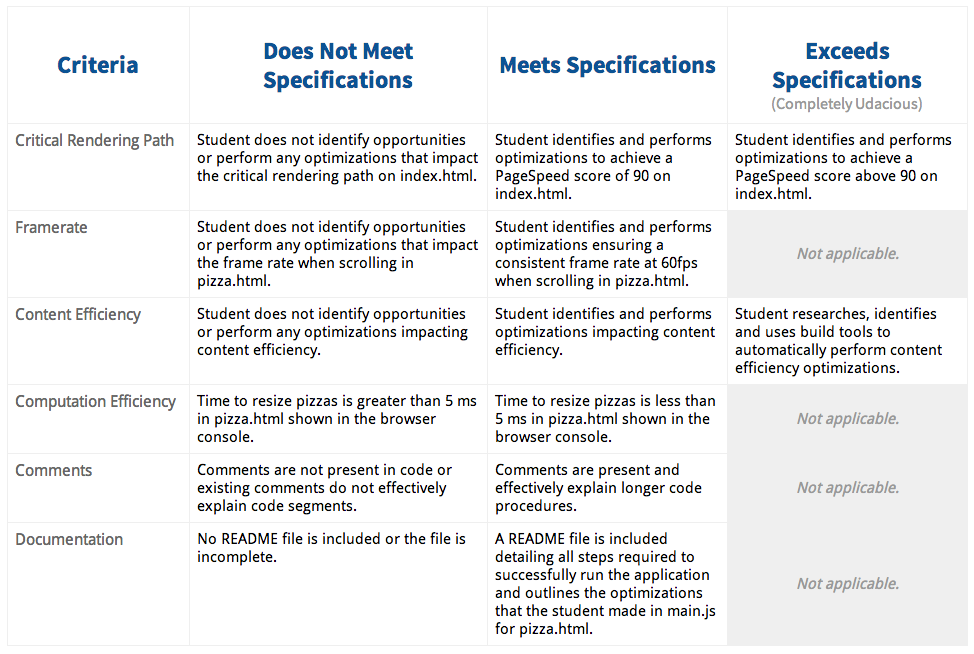 Criteria
Does Not Meet
Specifications
Meets Specifications
Exceeds
Specifications
(Completely Udacious)
Critical Rendering Path
Student does not identify opportunities
or perform any optimizations that impact
the critical rendering path on index.html.
Student identifies and performs
optimizations to achieve a
PageSpeed score of 90 on
index.html.
Student identifies and performs
optimizations to achieve a
PageSpeed score above 90 on
index.html.
Framerate
Student does not identify opportunities
or perform any optimizations that impact
the frame rate when scrolling in
pizza.html.
Student identifies and performs
optimizations ensuring a
consistent frame rate at 60fps
when scrolling in pizza.html.
Not applicable.
Content Efficiency
Student does not identify opportunities
or perform any optimizations impacting
content efficiency.
Student identifies and performs
optimizations impacting content
efficiency.
Student researches, identifies
and uses build tools to
automatically perform content
efficiency optimizations.
Computation Efficiency
Time to resize pizzas is greater than 5 ms
in pizza.html shown in the browser
console.
Time to resize pizzas is less than
5 ms in pizza.html shown in the
browser console.
Not applicable.
Comments
Comments are not present in code or
existing comments do not effectively
explain code segments.
Comments are present and
effectively explain longer code
procedures.
Not applicable.
Documentation
No README file is included or the file is
incomplete.
A README file is included
detailing all steps required to
successfully run the application
and outlines the optimizations
that the student made in main.js
for pizza.html.
Not applicable.